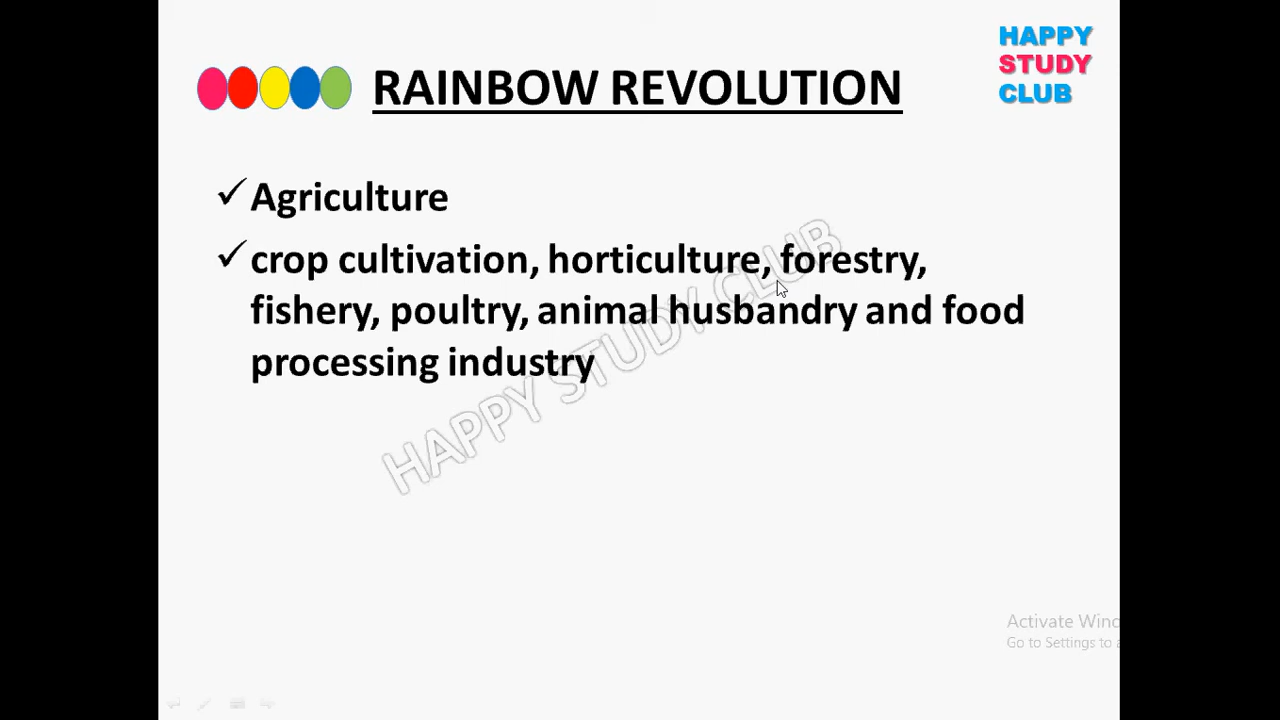 HAPPY
STUDY
CLUB
RAINBOW REVOLUTION
Agriculture
crop cultivation, horticulture, forestry,
fishery, poultry, animal husbandry and food
processing industry
HAPPY STUDY CLUB
Activate Wind
Go to Settings to a